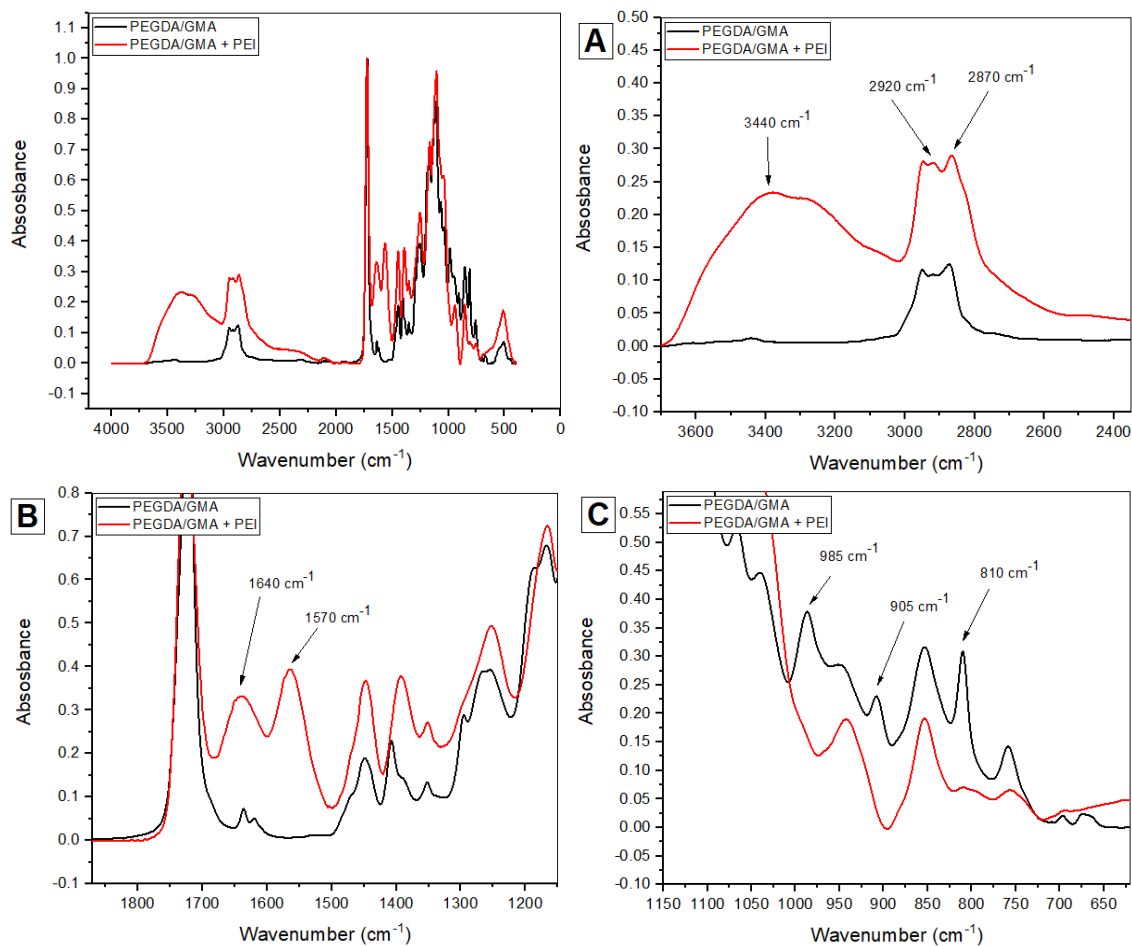 PEGDA/GMA
PEGDA/GMA + PEI
1.1
1.0
0.9
0.8
0.7
0.6
0.5
0.4
0.3
0.2
0.1
0.0
-0.1
Absosbance
4000 3500 3000 2500 2000 1500 1000 500 0
Wavenumber (cm⁻¹)
A
PEGDA/GMA
PEGDA/GMA + PEI
3440 cm⁻¹
2920 cm⁻¹
2870 cm⁻¹
0.50
0.45
0.40
0.35
0.30
0.25
0.20
0.15
0.10
0.05
0.00
-0.05
-0.10
Absosbance
3600 3400 3200 3000 2800 2600 2400
Wavenumber (cm⁻¹)
B
PEGDA/GMA
PEGDA/GMA + PEI
1640 cm⁻¹
1570 cm⁻¹
0.8
0.7
0.6
0.5
0.4
0.3
0.2
0.1
0.0
-0.1
Absosbance
1800 1700 1600 1500 1400 1300 1200
Wavenumber (cm⁻¹)
C
PEGDA/GMA
PEGDA/GMA + PEI
985 cm⁻¹
905 cm⁻¹
810 cm⁻¹
0.55
0.50
0.45
0.40
0.35
0.30
0.25
0.20
0.15
0.10
0.05
0.00
-0.05
-0.10
Absosbance
1150 1100 1050 1000 950 900 850 800 750 700 650
Wavenumber (cm⁻¹)